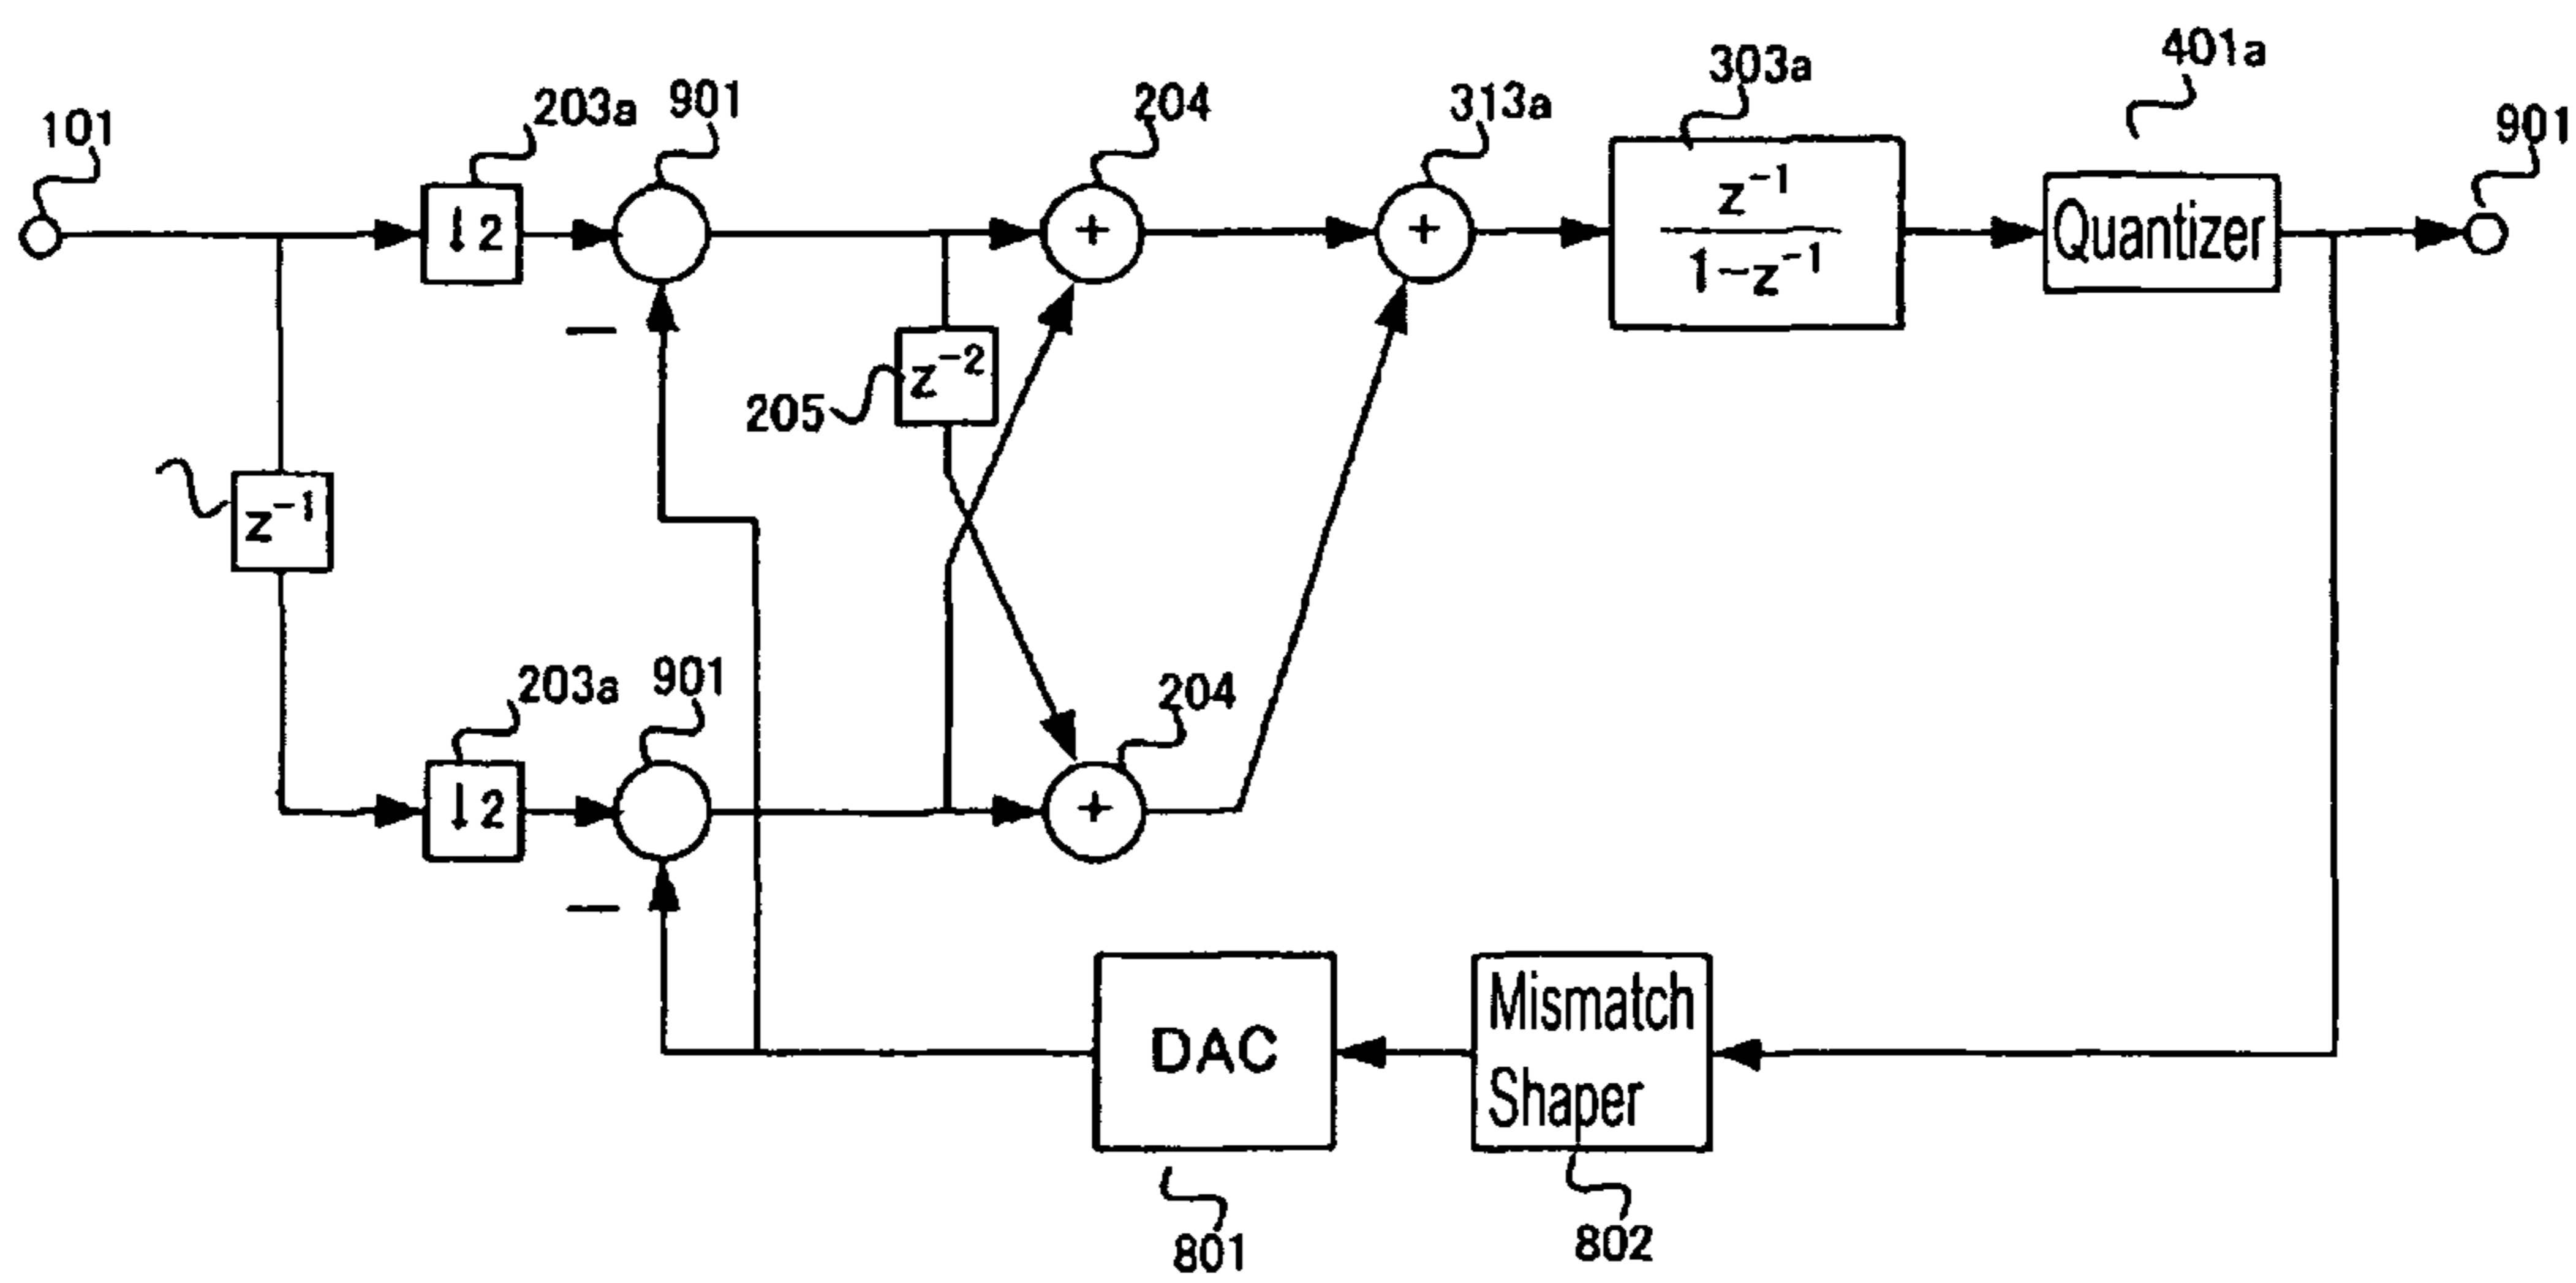 101
203a
901
204
313a
303a
401a
901
↓2
+
+
z⁻¹
1-z⁻¹
Quantizer
−
205
z⁻²
z⁻¹
203a
901
204
↓2
+
−
DAC
Mismatch
Shaper
801
802